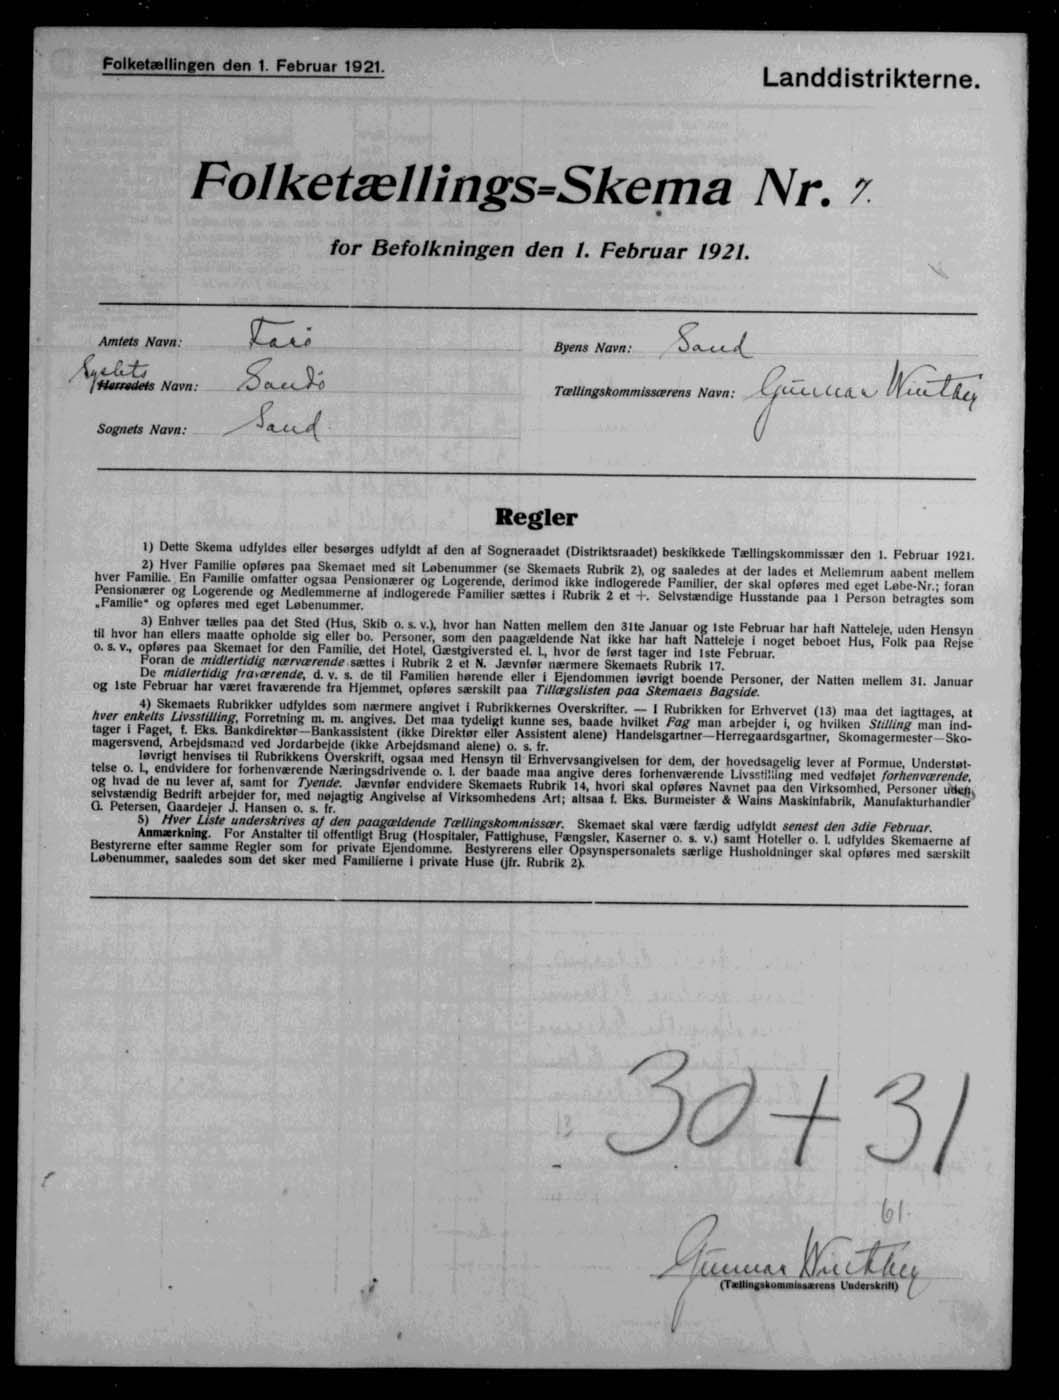 Folketællingen den 1. Februar 1921.
Landdistrikterne.
Folketællings=Skema Nr. 7.
for Befolkningen den 1. Februar 1921.
Amtets Navn: Færö
Byens Navn: Sand
Syslets
Herredets Navn: Sandö
Tællingskommissærens Navn: Gunnar Winther
Sognets Navn: Sand
Regler
1) Dette Skema udfyldes eller besørges udfyldt af den af Sogneraadet (Distriktsraadet) beskikkede Tællingskommissær den 1. Februar 1921.
2) Hver Familie opføres paa Skemaet med sit Løbenummer (se Skemaets Rubrik 2), og saaledes at der lades et Mellemrum aabent mellem
hver Familie. En Familie omfatter ogsaa Pensionærer og Logerende, derimod ikke indlogerede Familier, der skal opføres med eget Løbe-Nr.; foran
Pensionærer og Logerende og Medlemmerne af indlogerede Familier sættes i Rubrik 2 et +. Selvstændige Husstande paa 1 Person betragtes som
„Familie“ og opføres med eget Løbenummer.
3) Enhver tælles paa det Sted (Hus, Skib o. s. v.), hvor han Natten mellem den 31te Januar og 1ste Februar har haft Natteleje, uden Hensyn
til hvor han ellers maatte opholde sig eller bo. Personer, som den paagældende Nat ikke har haft Natteleje i noget beboet Hus, Folk paa Rejse
o. s. v., opføres paa Skemaet for den Familie, det Hotel, Gæstgiversted el. l., hvor de først tager ind 1ste Februar.
Foran de midlertidig nærværende sættes i Rubrik 2 et N. Jævnfør nærmere Skemaets Rubrik 17.
De midlertidig fraværende, d. v. s. de til Familien hørende eller i Ejendommen iøvrigt boende Personer, der Natten mellem 31. Januar
og 1ste Februar har været fraværende fra Hjemmet, opføres særskilt paa Tillægslisten paa Skemaets Bagside.
4) Skemaets Rubrikker udfyldes som nærmere angivet i Rubrikkernes Overskrifter. — I Rubrikken for Erhvervet (13) maa det iagttages, at
hver enkelts Livsstilling, Forretning m. m. angives. Det maa tydeligt kunne ses, baade hvilket Fag man arbejder i, og hvilken Stilling man ind-
tager i Faget, f. Eks. Bankdirektør—Bankassistent (ikke Direktør eller Assistent alene) Handelsgartner—Herregaardsgartner, Skomagermester—Sko-
magersvend, Arbejdsmand ved Jordarbejde (ikke Arbejdsmand alene) o. s. fr.
Iøvrigt henvises til Rubrikkens Overskrift, ogsaa med Hensyn til Erhvervsangivelsen for dem, der hovedsagelig lever af Formue, Understøt-
telse o. l., endvidere for forhenværende Næringsdrivende o. l. der baade maa angive deres forhenværende Livsstilling med vedføjet forhenværende,
og hvad de nu lever af, samt for Tyende. Jævnfør endvidere Skemaets Rubrik 14, hvori skal opføres Navnet paa den Virksomhed, Personer uden
selvstændig Bedrift arbejder for, med nøjagtig Angivelse af Virksomhedens Art; altsaa f. Eks. Burmeister & Wains Maskinfabrik, Manufakturhandler
G. Petersen, Gaardejer J. Hansen o. s. fr.
5) Hver Liste underskrives af den paagældende Tællingskommissær. Skemaet skal være færdig udfyldt senest den 3die Februar.
Anmærkning. For Anstalter til offentligt Brug (Hospitaler, Fattighuse, Fængsler, Kaserner o. s. v.) samt Hoteller o. l. udfyldes Skemaerne af
Bestyrerne efter samme Regler som for private Ejendomme. Bestyrerens eller Opsynspersonalets særlige Husholdninger skal opføres med særskilt
Løbenummer, saaledes som det sker med Familierne i private Huse (jfr. Rubrik 2).
30 + 31
61.
Gunnar Winther
(Tællingskommissærens Underskrift)